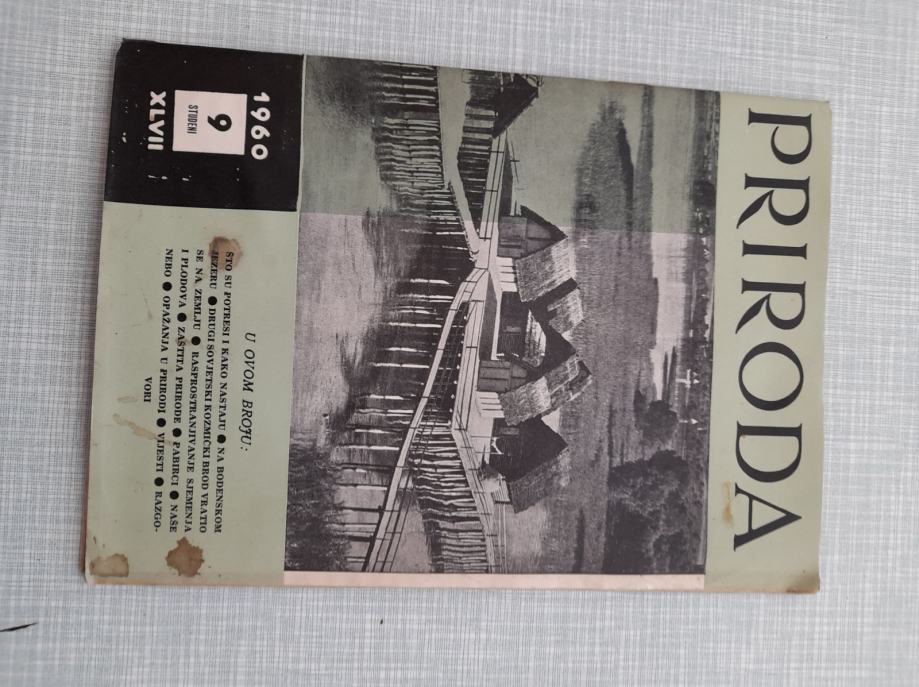 PRIRODA
1960
9
STUDENI
XLVII
U OVOM BROJU:
ŠTO SU POTRESI I KAKO NASTAJU ● NA BODENSKOM
JEZERU ● DRUGI SOVJETSKI KOZMIČKI BROD VRATIO
SE NA ZEMLJU ● RASPROSTRANJIVANJE SJEMENJA
I PLODOVA ● ZAŠTITA PRIRODE ● PABIRCI ● NAŠE
NEBO ● OPAŽANJA U PRIRODI ● VIJESTI ● RAZGO-
VORI